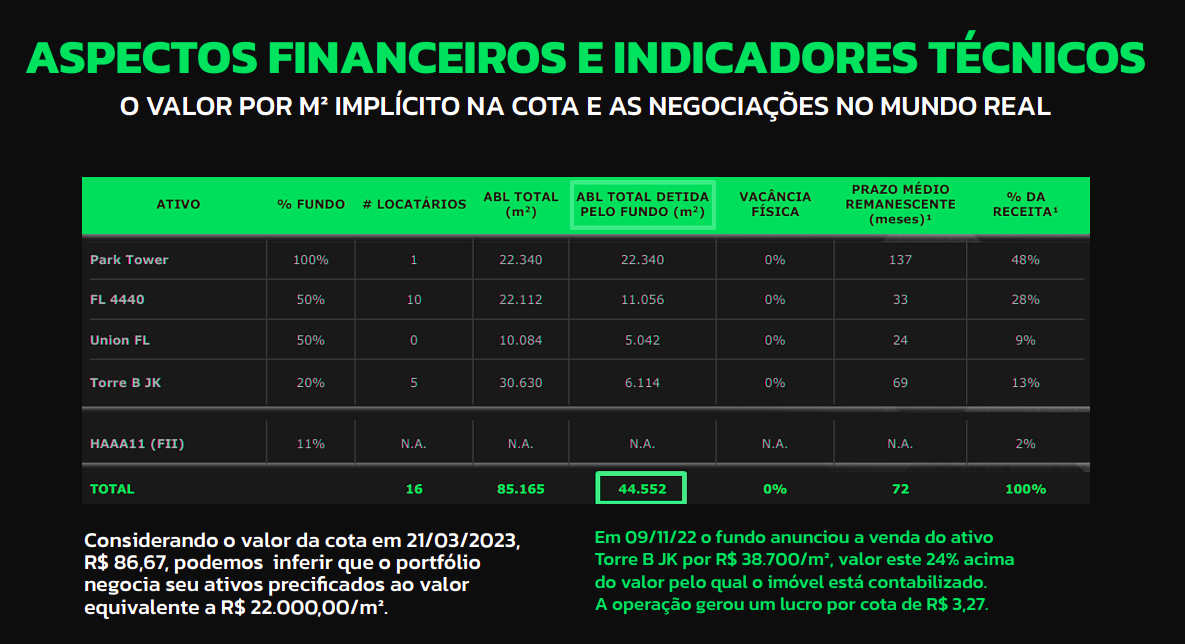 ASPECTOS FINANCEIROS E INDICADORES TÉCNICOS
O VALOR POR M² IMPLÍCITO NA COTA E AS NEGOCIAÇÕES NO MUNDO REAL
ATIVO % FUNDO # LOCATÁRIOS ABL TOTAL (m²) ABL TOTAL DETIDA PELO FUNDO (m²) VACÂNCIA FÍSICA PRAZO MÉDIO REMANESCENTE (meses)¹ % DA RECEITA¹
Park Tower 100% 1 22.340 22.340 0% 137 48%
FL 4440 50% 10 22.112 11.056 0% 33 28%
Union FL 50% 0 10.084 5.042 0% 24 9%
Torre B JK 20% 5 30.630 6.114 0% 69 13%
HAAA11 (FII) 11% N.A. N.A. N.A. N.A. N.A. 2%
TOTAL 16 85.165 44.552 0% 72 100%
Considerando o valor da cota em 21/03/2023,
R$ 86,67, podemos inferir que o portfólio
negocia seu ativos precificados ao valor
equivalente a R$ 22.000,00/m².
Em 09/11/22 o fundo anunciou a venda do ativo
Torre B JK por R$ 38.700/m², valor este 24% acima
do valor pelo qual o imóvel está contabilizado.
A operação gerou um lucro por cota de R$ 3,27.